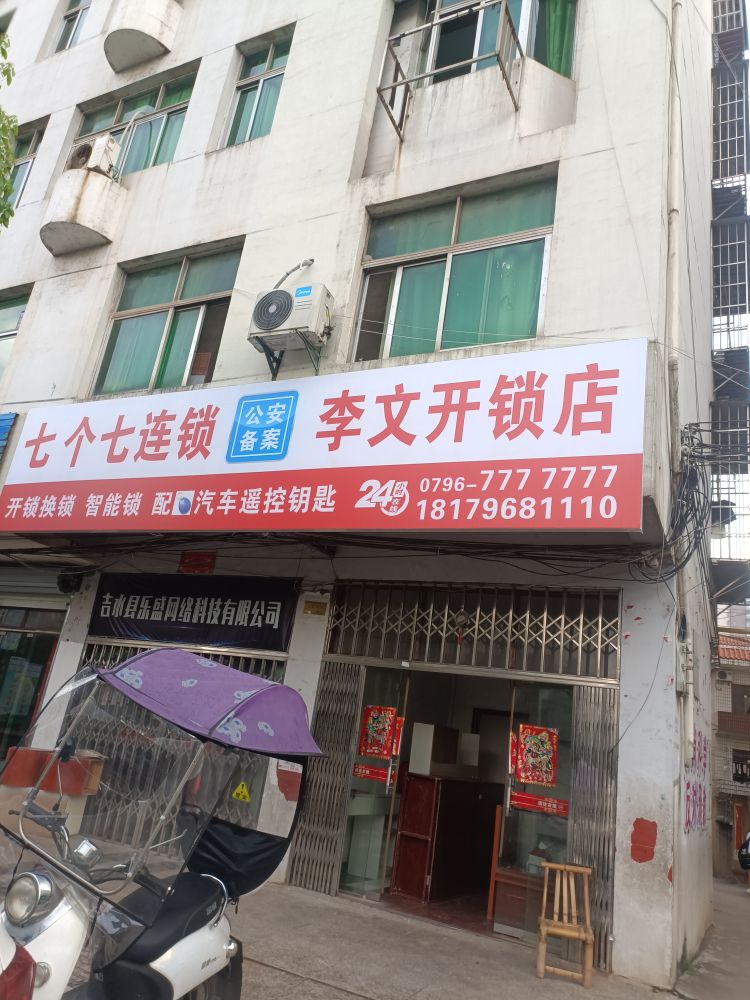 七个七连锁
公安
备案
李文开锁店
开锁换锁 智能锁 配 汽车遥控钥匙
24小时在线
0796-777 7777
18179681110
吉水县乐盛网络科技有限公司